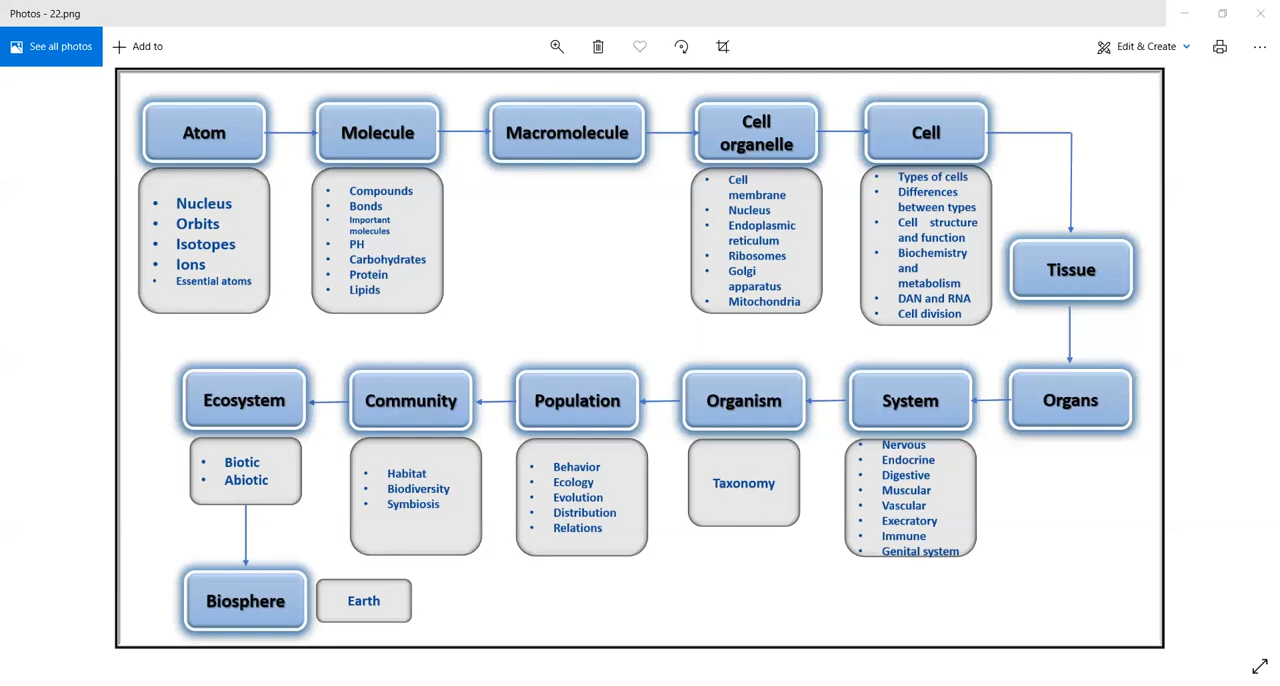 Photos - 22.png
See all photos
Add to
Edit & Create
Atom
Nucleus
Orbits
Isotopes
Ions
Essential atoms
Molecule
Compounds
Bonds
Important
molecules
PH
Carbohydrates
Protein
Lipids
Macromolecule
Cell
organelle
Cell
membrane
Nucleus
Endoplasmic
reticulum
Ribosomes
Golgi
apparatus
Mitochondria
Cell
Types of cells
Differences
between types
Cell structure
and function
Biochemistry
and
metabolism
DAN and RNA
Cell division
Tissue
Organs
System
Nervous
Endocrine
Digestive
Muscular
Vascular
Execratory
Immune
Genital system
Organism
Taxonomy
Population
Behavior
Ecology
Evolution
Distribution
Relations
Community
Habitat
Biodiversity
Symbiosis
Ecosystem
Biotic
Abiotic
Biosphere
Earth